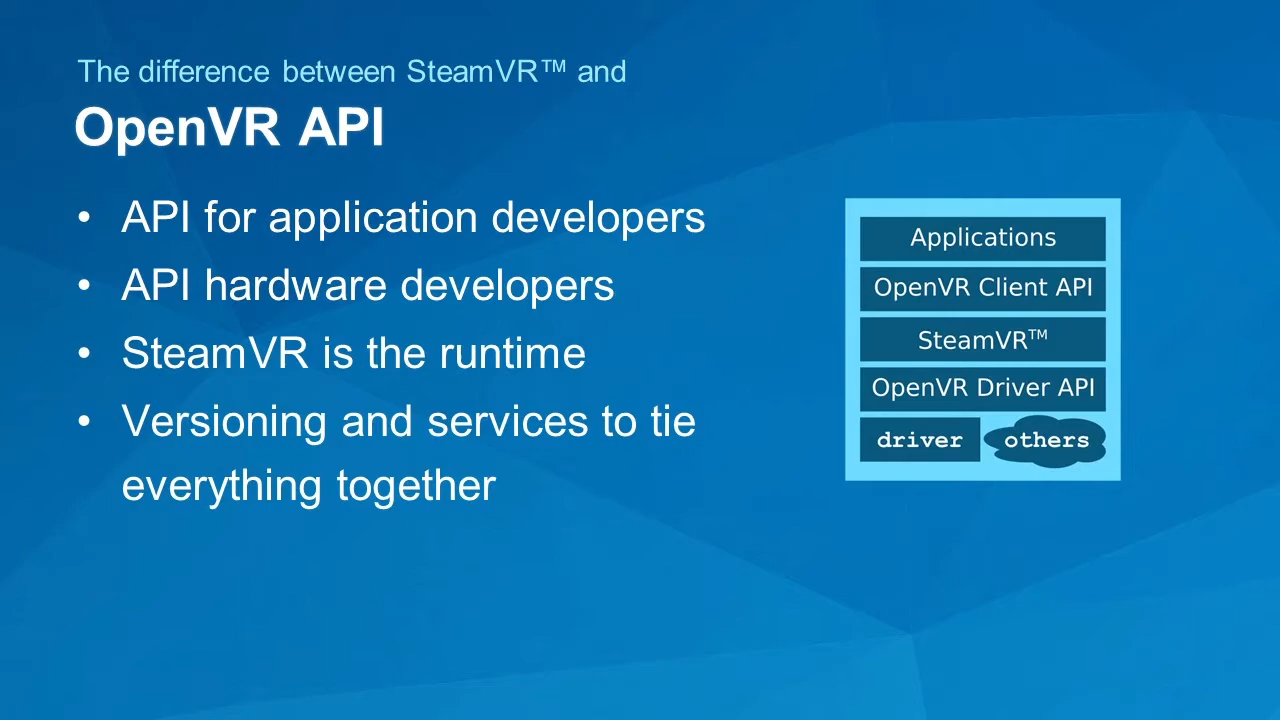 The difference between SteamVR™ and
OpenVR API
• API for application developers
• API hardware developers
• SteamVR is the runtime
• Versioning and services to tie
everything together
Applications
OpenVR Client API
SteamVR™
OpenVR Driver API
driver
others